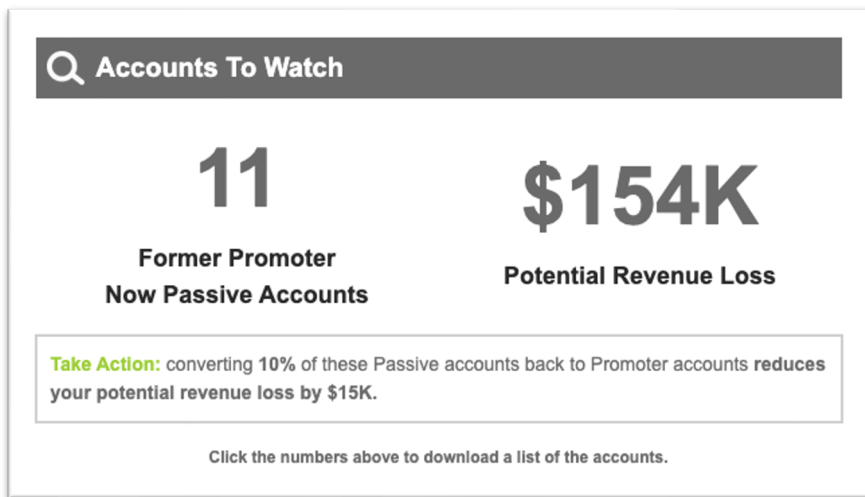 Accounts To Watch
11
Former Promoter
Now Passive Accounts
$154K
Potential Revenue Loss
Take Action: converting 10% of these Passive accounts back to Promoter accounts reduces
your potential revenue loss by $15K.
Click the numbers above to download a list of the accounts.